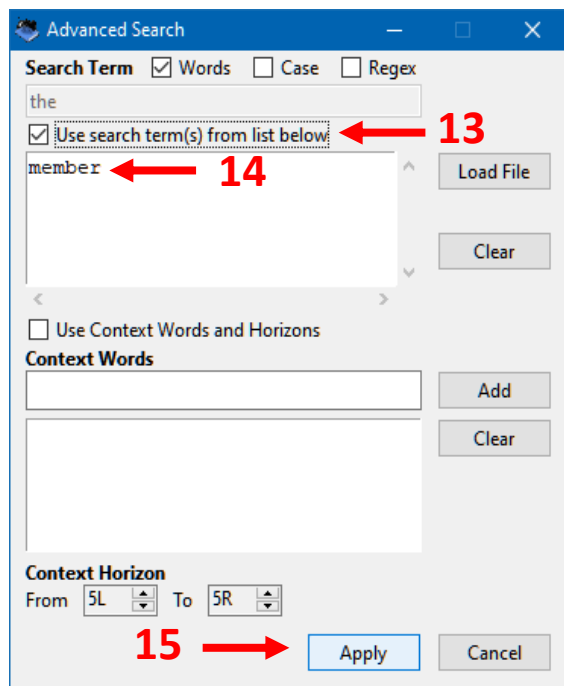 Advanced Search
Search Term Words Case Regex
the
Use search term(s) from list below 13
member 14
Load File
Clear
Use Context Words and Horizons
Context Words
Add
Clear
Context Horizon
From 5L To 5R
15 Apply Cancel